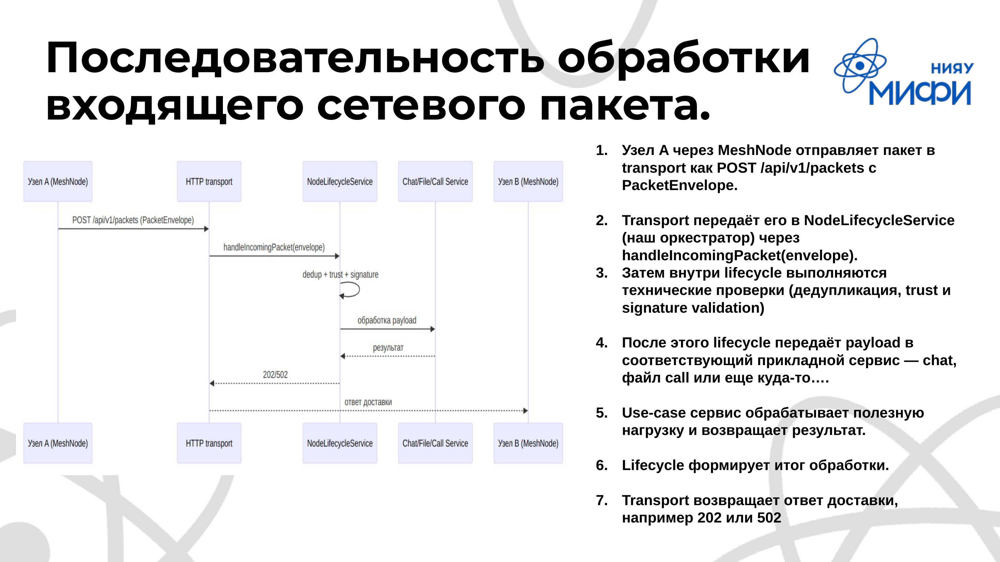 Последовательность обработки
входящего сетевого пакета.
НИЯУ
МИФИ
Узел A (MeshNode)
HTTP transport
NodeLifecycleService
Chat/File/Call Service
Узел B (MeshNode)
POST /api/v1/packets (PacketEnvelope)
handleIncomingPacket(envelope)
dedup + trust + signature
обработка payload
результат
202/502
ответ доставки
Узел A (MeshNode)
HTTP transport
NodeLifecycleService
Chat/File/Call Service
Узел B (MeshNode)
1. Узел А через MeshNode отправляет пакет в
transport как POST /api/v1/packets с
PacketEnvelope.
2. Transport передаёт его в NodeLifecycleService
(наш оркестратор) через
handleIncomingPacket(envelope).
3. Затем внутри lifecycle выполняются
технические проверки (дедупликация, trust и
signature validation)
4. После этого lifecycle передаёт payload в
соответствующий прикладной сервис — chat,
файл call или еще куда-то….
5. Use-case сервис обрабатывает полезную
нагрузку и возвращает результат.
6. Lifecycle формирует итог обработки.
7. Transport возвращает ответ доставки,
например 202 или 502